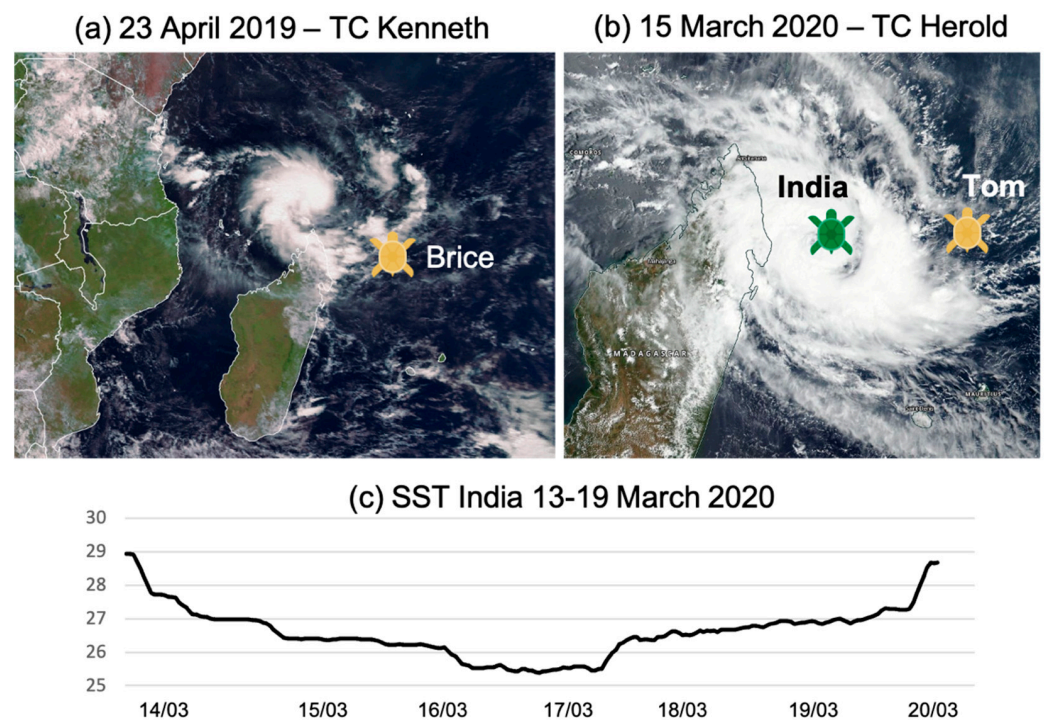 (a) 23 April 2019 – TC Kenneth
(b) 15 March 2020 – TC Herold
Brice
COMOROS
India
Tom
MADAGASCAR
MAURITIUS
(c) SST India 13-19 March 2020
30
29
28
27
26
25
14/03 15/03 16/03 17/03 18/03 19/03 20/03